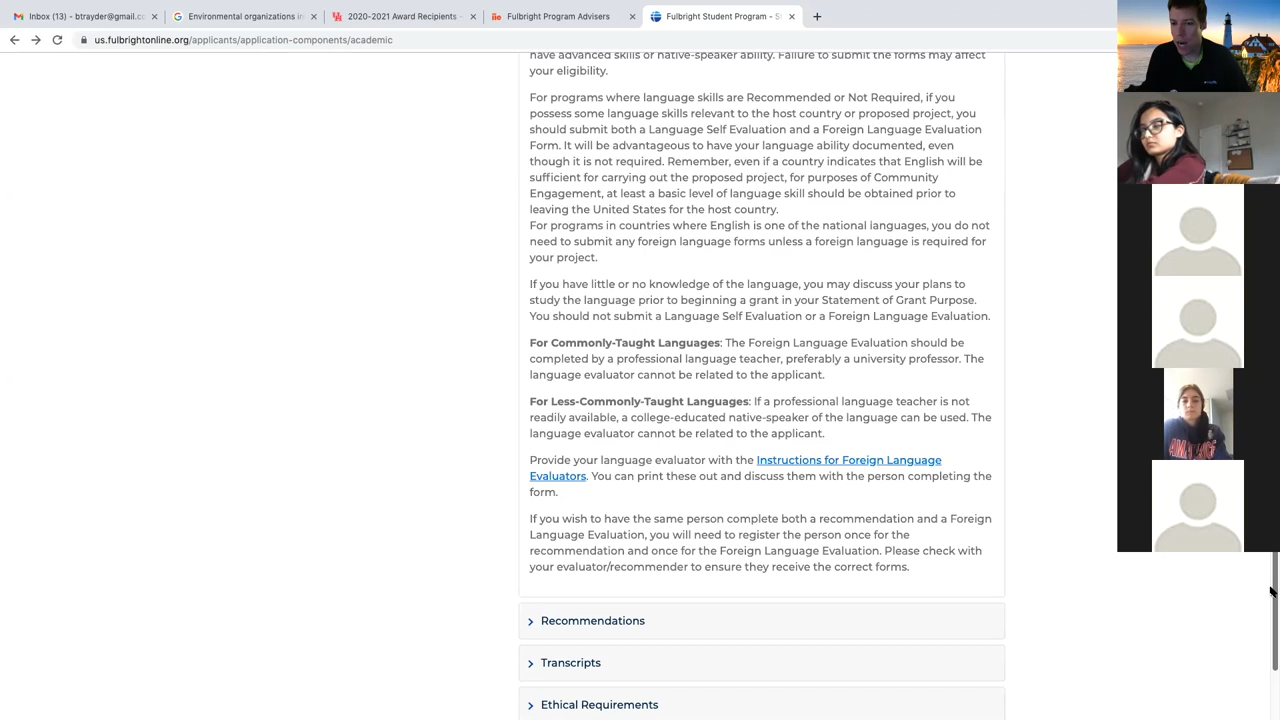 Inbox (13) - btrayder@gmail.c
Environmental organizations in
2020-2021 Award Recipients -
Fulbright Program Advisers
Fulbright Student Program - S
us.fulbrightonline.org/applicants/application-components/academic
have advanced skills or native-speaker ability. Failure to submit the forms may affect
your eligibility.
For programs where language skills are Recommended or Not Required, if you
possess some language skills relevant to the host country or proposed project, you
should submit both a Language Self Evaluation and a Foreign Language Evaluation
Form. It will be advantageous to have your language ability documented, even
though it is not required. Remember, even if a country indicates that English will be
sufficient for carrying out the proposed project, for purposes of Community
Engagement, at least a basic level of language skill should be obtained prior to
leaving the United States for the host country.
For programs in countries where English is one of the national languages, you do not
need to submit any foreign language forms unless a foreign language is required for
your project.
If you have little or no knowledge of the language, you may discuss your plans to
study the language prior to beginning a grant in your Statement of Grant Purpose.
You should not submit a Language Self Evaluation or a Foreign Language Evaluation.
For Commonly-Taught Languages: The Foreign Language Evaluation should be
completed by a professional language teacher, preferably a university professor. The
language evaluator cannot be related to the applicant.
For Less-Commonly-Taught Languages: If a professional language teacher is not
readily available, a college-educated native-speaker of the language can be used. The
language evaluator cannot be related to the applicant.
Provide your language evaluator with the Instructions for Foreign Language
Evaluators. You can print these out and discuss them with the person completing the
form.
If you wish to have the same person complete both a recommendation and a Foreign
Language Evaluation, you will need to register the person once for the
recommendation and once for the Foreign Language Evaluation. Please check with
your evaluator/recommender to ensure they receive the correct forms.
Recommendations
Transcripts
Ethical Requirements